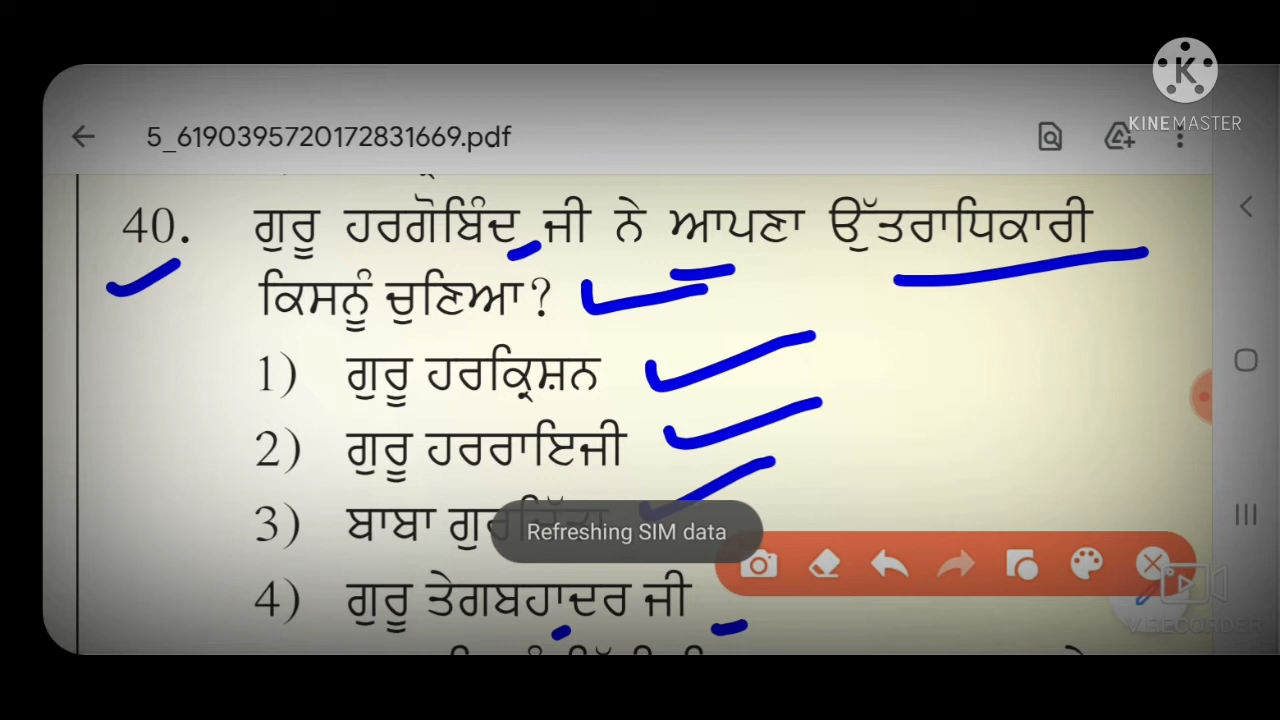 KINEMASTER
5_6190395720172831669.pdf
40. ਗੁਰੂ ਹਰਗੋਬਿੰਦ ਜੀ ਨੇ ਆਪਣਾ ਉੱਤਰਾਧਿਕਾਰੀ
ਕਿਸਨੂੰ ਚੁਣਿਆ?
1) ਗੁਰੂ ਹਰਕ੍ਰਿਸ਼ਨ
2) ਗੁਰੂ ਹਰਰਾਇਜੀ
3) ਬਾਬਾ
Refreshing SIM data
4) ਗੁਰੂ ਤੇਗਬਹਾਦਰ ਜੀ